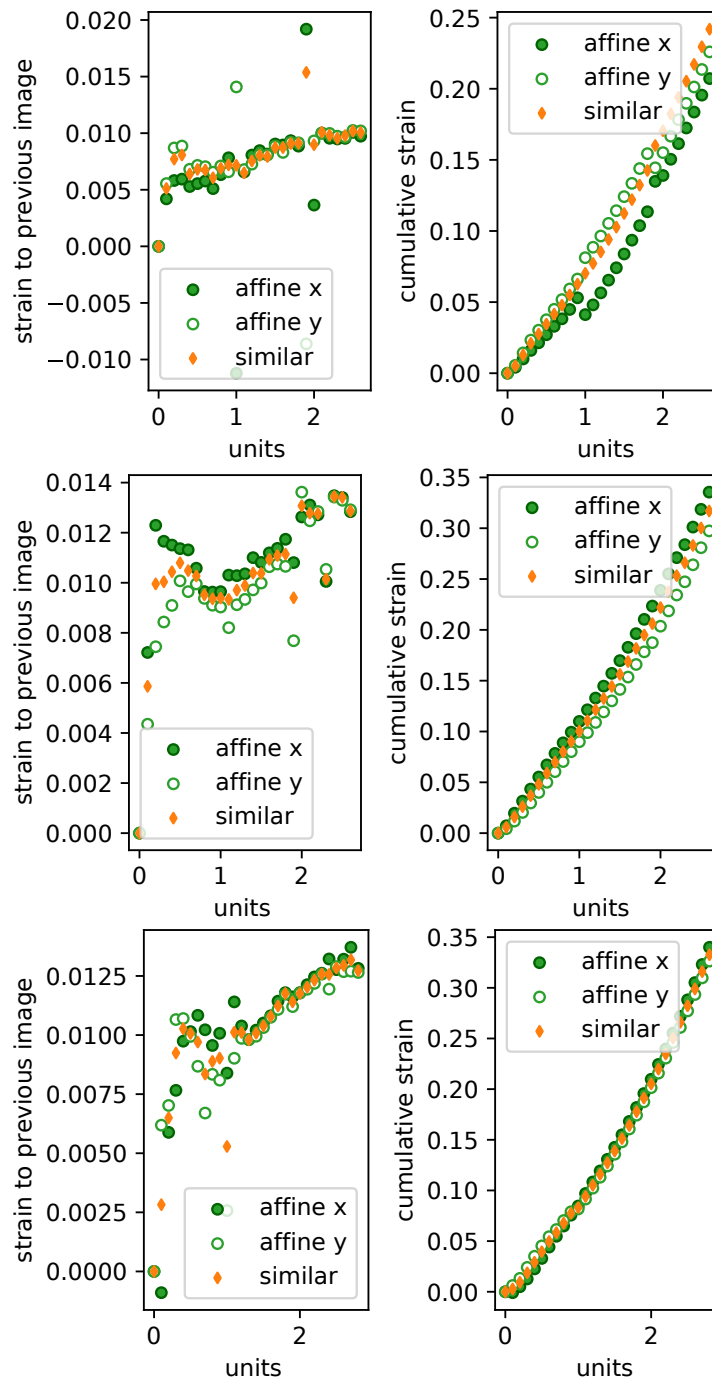 0.020
0.015
0.010
0.005
0.000
−0.005
−0.010
strain to previous image
affine x
affine y
similar
0
1
2
units
0.25
0.20
0.15
0.10
0.05
0.00
cumulative strain
affine x
affine y
similar
0
1
2
units
0.014
0.012
0.010
0.008
0.006
0.004
0.002
0.000
strain to previous image
affine x
affine y
similar
0
1
2
units
0.35
0.30
0.25
0.20
0.15
0.10
0.05
0.00
cumulative strain
affine x
affine y
similar
0
1
2
units
0.0125
0.0100
0.0075
0.0050
0.0025
0.0000
strain to previous image
affine x
affine y
similar
0
2
units
0.35
0.30
0.25
0.20
0.15
0.10
0.05
0.00
cumulative strain
affine x
affine y
similar
0
2
units